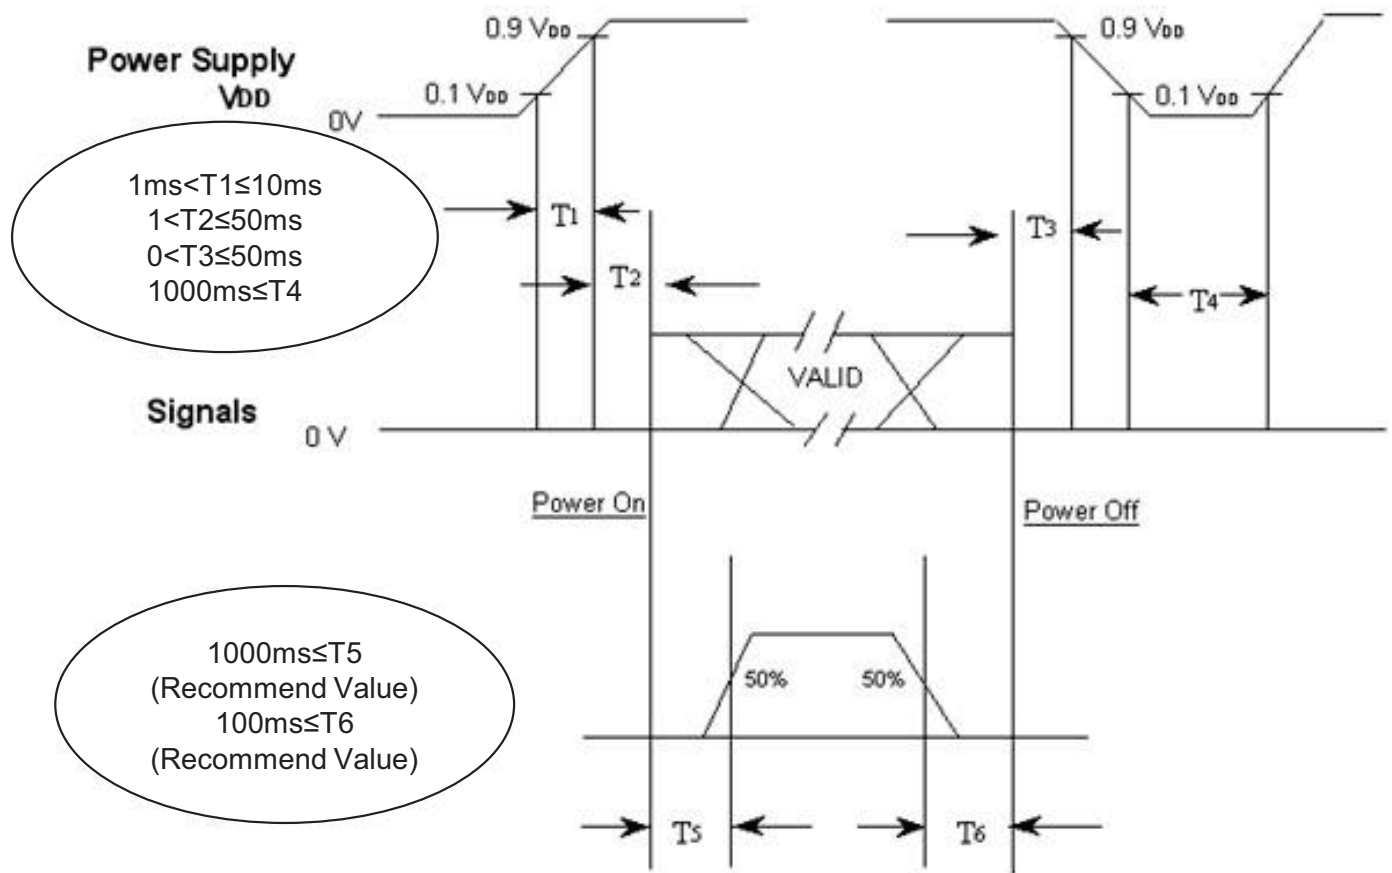 0.9 VDD
0.9 VDD
Power Supply
VDD
0.1 VDD
0.1 VDD
0V
1ms<T1≤10ms
1<T2≤50ms
0<T3≤50ms
1000ms≤T4
T1
T3
T2
T4
VALID
Signals
0 V
Power On
Power Off
1000ms≤T5
(Recommend Value)
100ms≤T6
(Recommend Value)
50%
50%
T5
T6